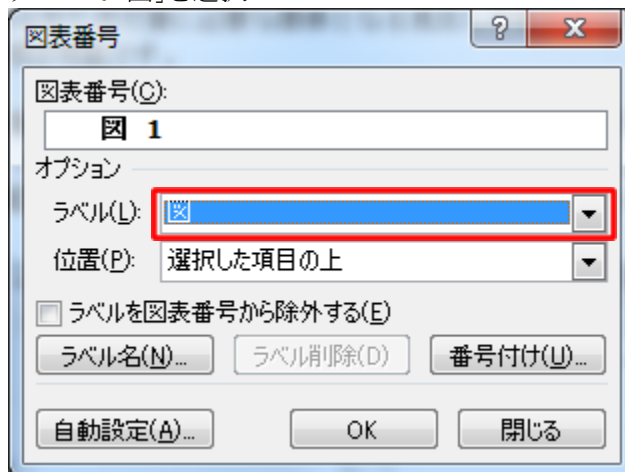 図表番号
図表番号(C):
図 1
オプション
ラベル(L): 図
位置(P): 選択した項目の上
ラベルを図表番号から除外する(E)
ラベル名(N)... ラベル削除(D) 番号付け(U)...
自動設定(A)... OK 閉じる